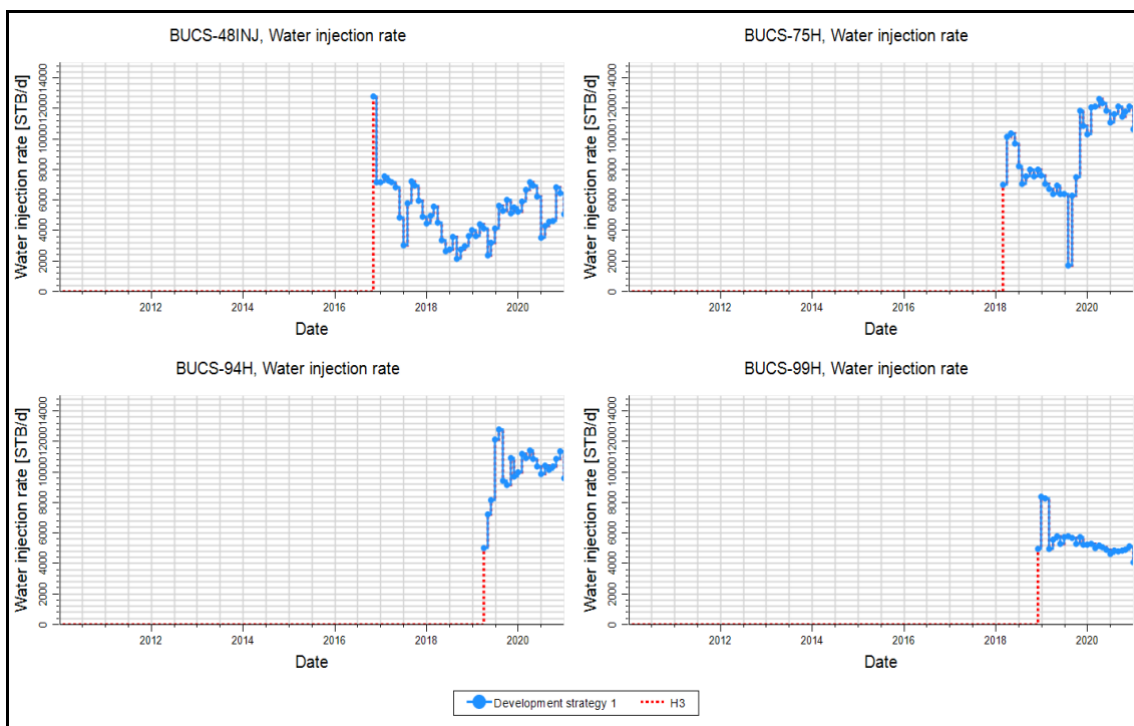 BUCS-48INJ, Water injection rate
Water injection rate [STB/d]
0 2000 4000 6000 8000 10000 12000 14000
2012 2014 2016 2018 2020
Date
BUCS-75H, Water injection rate
Water injection rate [STB/d]
0 2000 4000 6000 8000 10000 12000 14000
2012 2014 2016 2018 2020
Date
BUCS-94H, Water injection rate
Water injection rate [STB/d]
0 2000 4000 6000 8000 10000 12000 14000
2012 2014 2016 2018 2020
Date
BUCS-99H, Water injection rate
Water injection rate [STB/d]
0 2000 4000 6000 8000 10000 12000 14000
2012 2014 2016 2018 2020
Date
Development strategy 1 H3